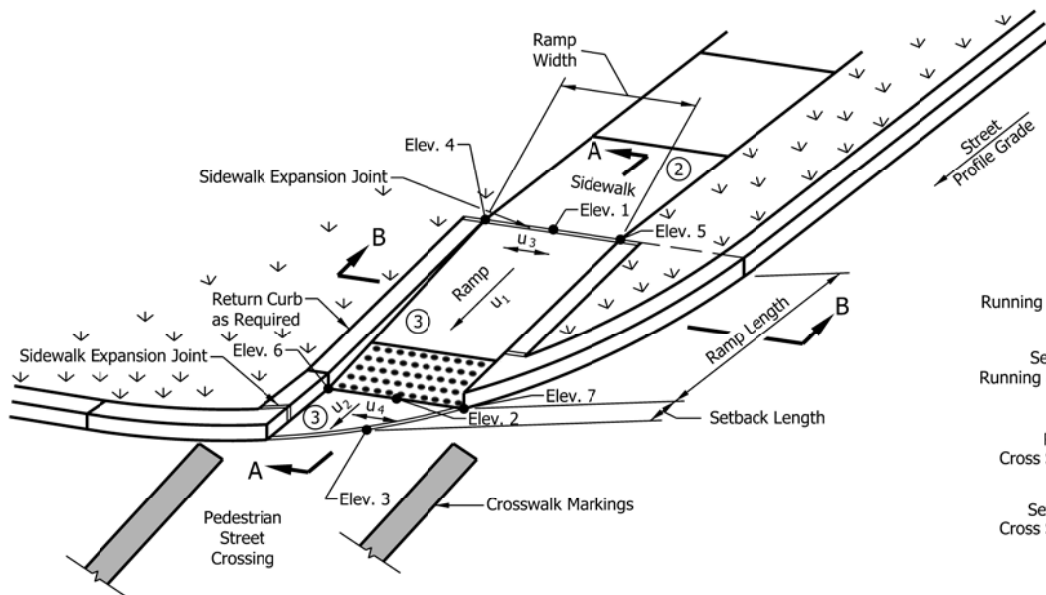 Ramp
Width
Elev. 4
A
2
Street
Profile Grade
Sidewalk Expansion Joint
Sidewalk
Elev. 1
Elev. 5
B
u3
Ramp
u1
Return Curb
as Required
3
Ramp Length
B
Running
Sidewalk Expansion Joint
Elev. 6
Se
Running
Elev. 7
3
u2
u4
Elev. 2
Setback Length
A
Elev. 3
Crosswalk Markings
Cross S
Pedestrian
Street
Crossing
Se
Cross S